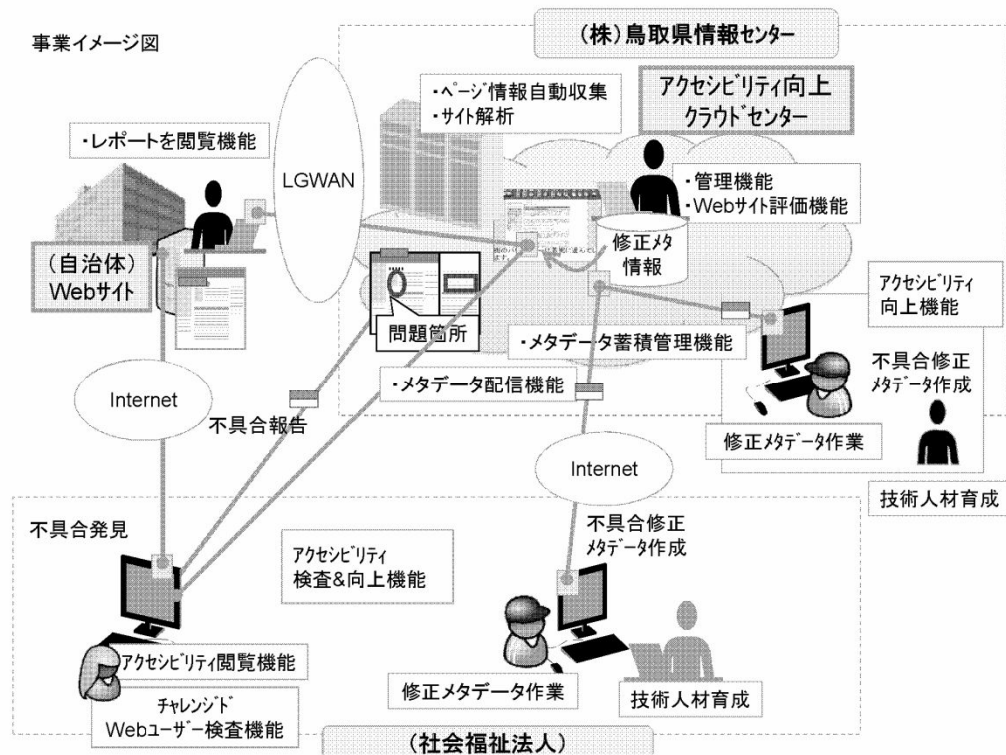 事業イメージ図
(株)鳥取県情報センター
アクセシビリティ向上
クラウドセンター
・ページ情報自動収集
・サイト解析
・レポートを閲覧機能
LGWAN
・管理機能
・Webサイト評価機能
修正メタ
情報
(自治体)
Webサイト
問題箇所
アクセシビリティ
向上機能
・メタデータ蓄積管理機能
・メタデータ配信機能
不具合修正
メタデータ作成
Internet
不具合報告
修正メタデータ作業
Internet
技術人材育成
不具合発見
不具合修正
メタデータ作成
アクセシビリティ
検査&向上機能
アクセシビリティ閲覧機能
修正メタデータ作業
技術人材育成
チャレンジド
Webユーザー検査機能
(社会福祉法人)